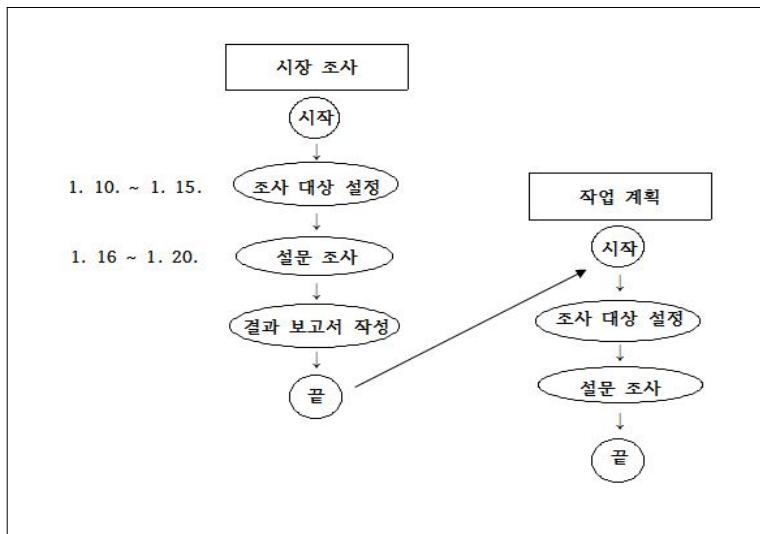 시장 조사
시작
↓
1. 10. ~ 1. 15.
조사 대상 설정
↓
1. 16 ~ 1. 20.
설문 조사
↓
결과 보고서 작성
↓
끝
작업 계획
시작
↓
조사 대상 설정
↓
설문 조사
↓
끝